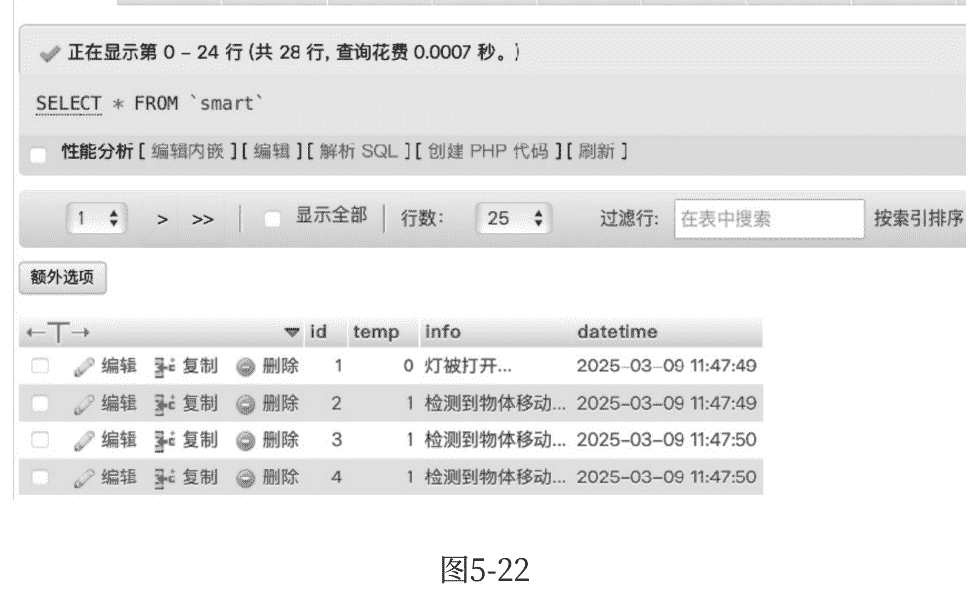 正在显示第 0 - 24 行 (共 28 行, 查询花费 0.0007 秒。)
SELECT * FROM `smart`
性能分析 [ 编辑内嵌 ] [ 编辑 ] [ 解析 SQL ] [ 创建 PHP 代码 ] [ 刷新 ]
1 > >> 显示全部 行数: 25 过滤行: 在表中搜索 按索引排序
额外选项
←T→ id temp info datetime
编辑 复制 删除 1 0 灯被打开... 2025-03-09 11:47:49
编辑 复制 删除 2 1 检测到物体移动... 2025-03-09 11:47:49
编辑 复制 删除 3 1 检测到物体移动... 2025-03-09 11:47:50
编辑 复制 删除 4 1 检测到物体移动... 2025-03-09 11:47:50
图5-22